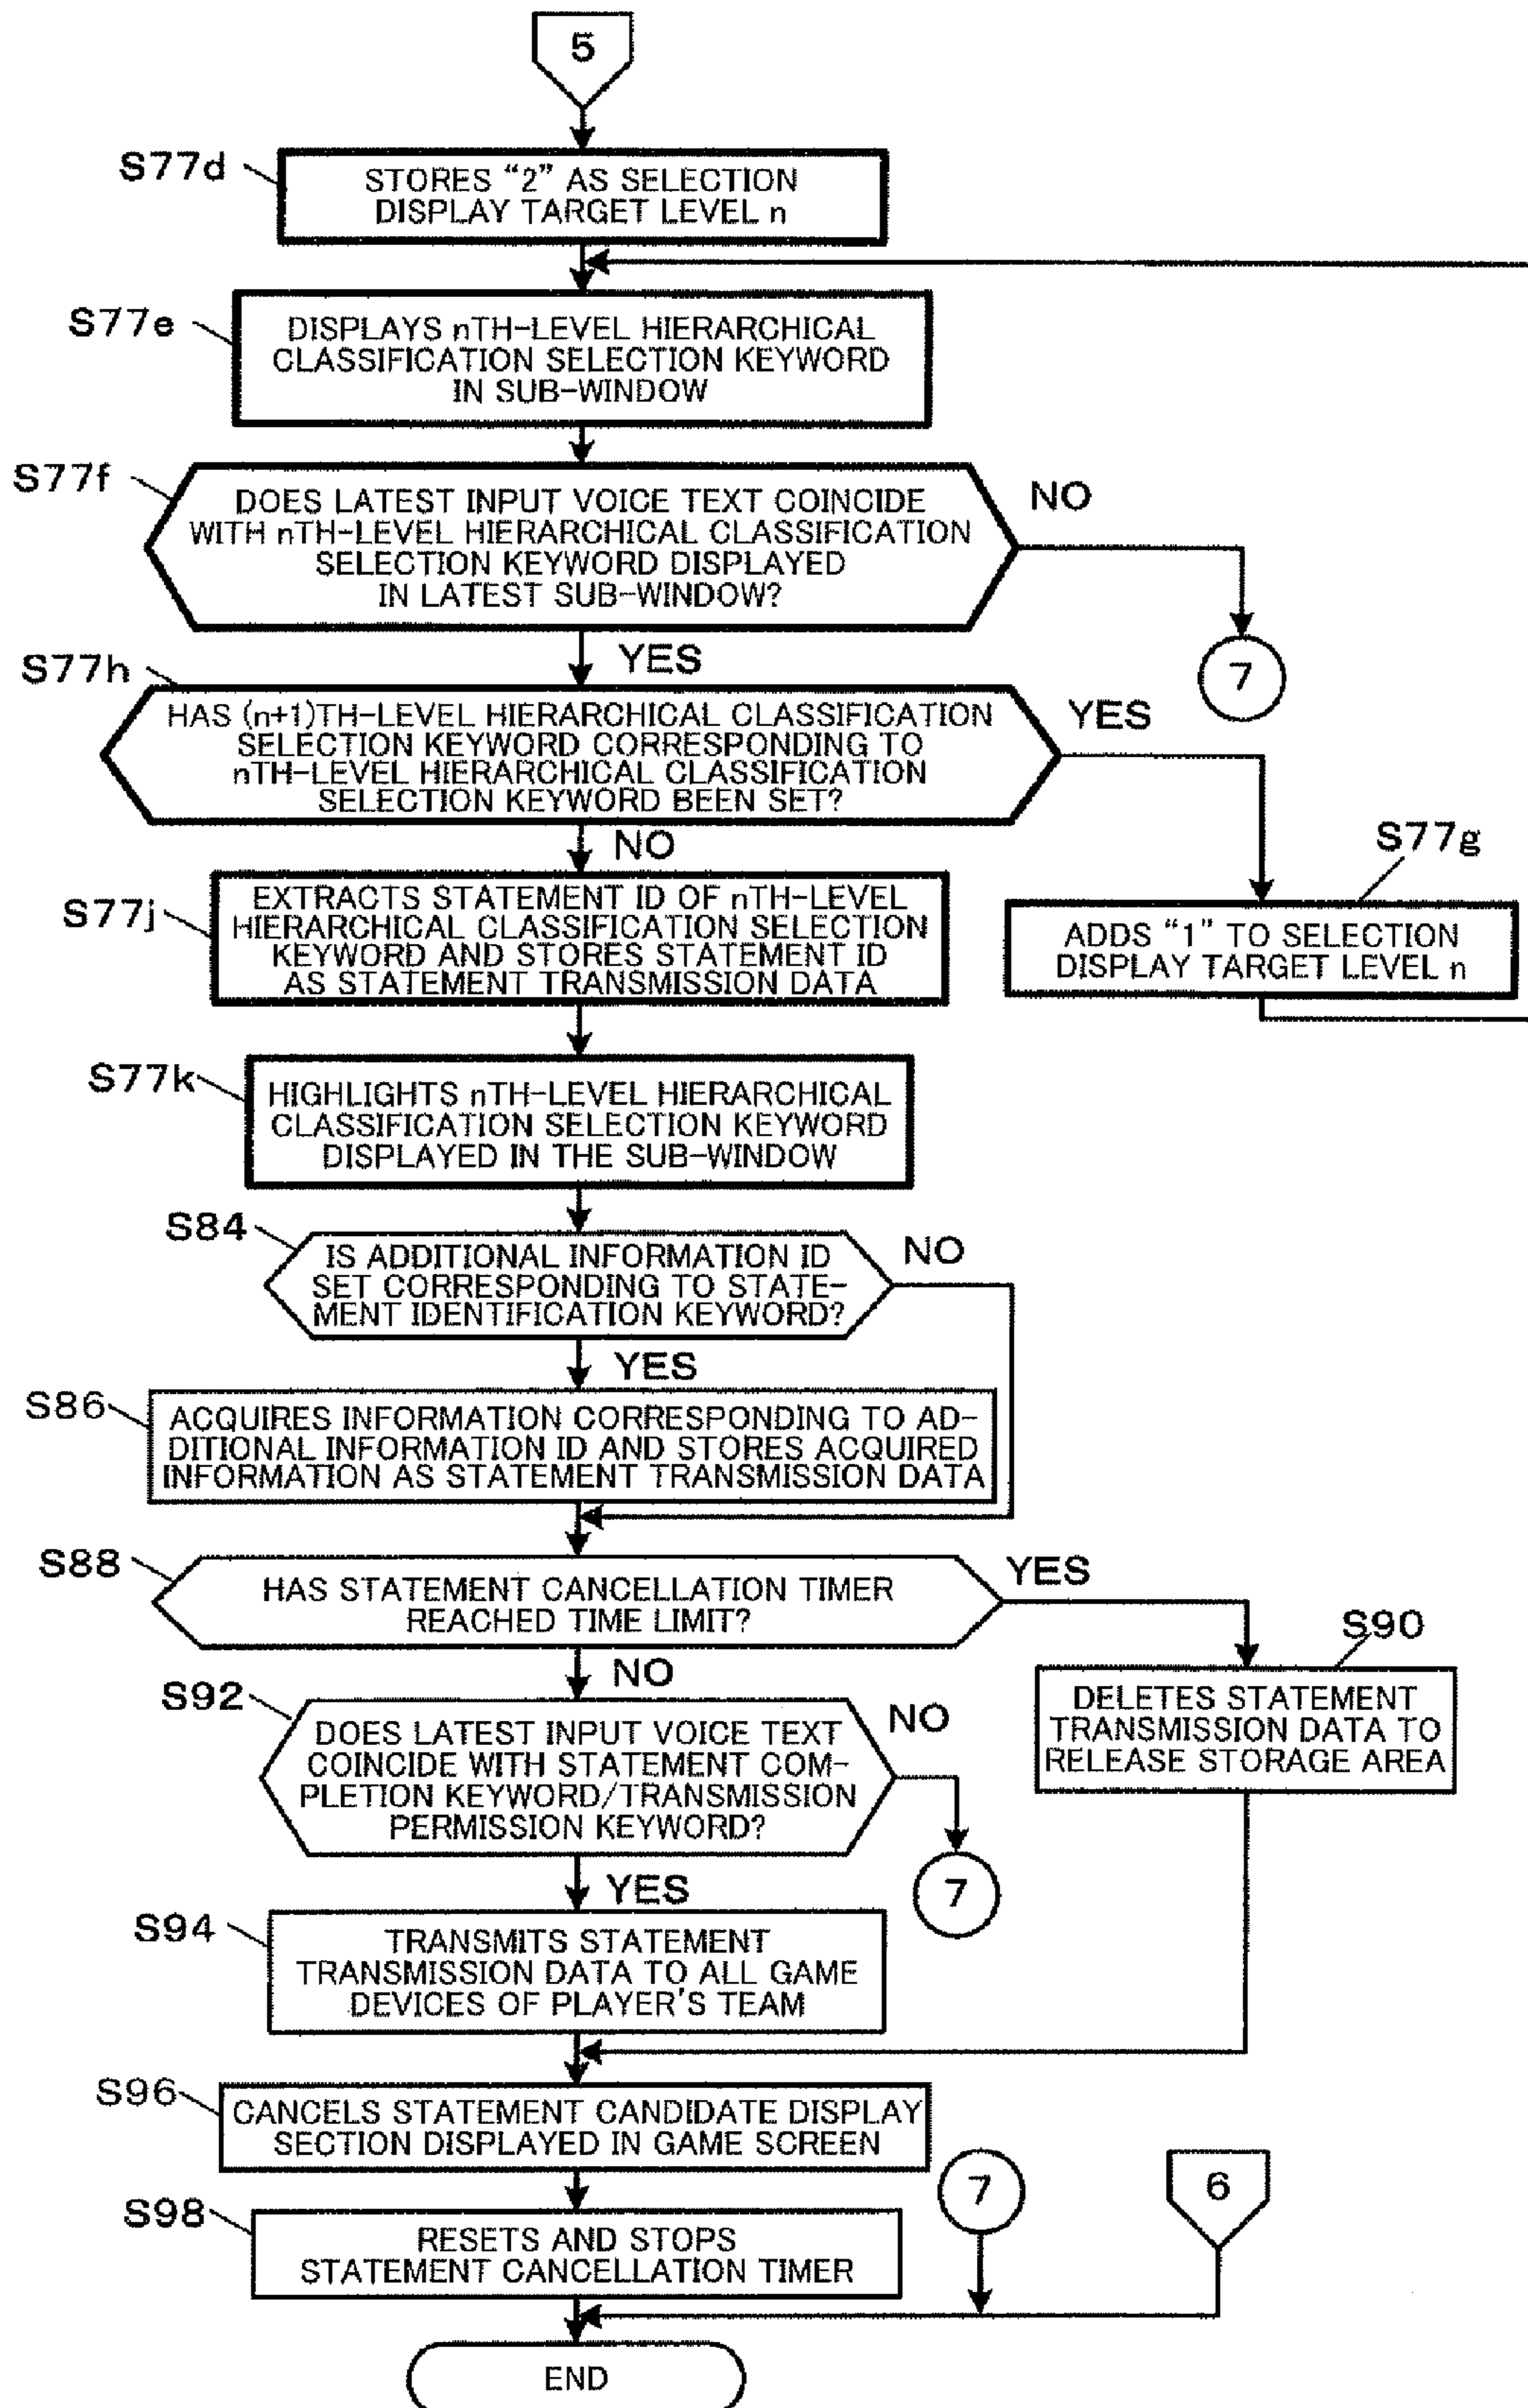 5
S77d
STORES “2” AS SELECTION
DISPLAY TARGET LEVEL n
S77e
DISPLAYS nTH-LEVEL HIERARCHICAL
CLASSIFICATION SELECTION KEYWORD
IN SUB-WINDOW
S77f
DOES LATEST INPUT VOICE TEXT COINCIDE
WITH nTH-LEVEL HIERARCHICAL CLASSIFICATION
SELECTION KEYWORD DISPLAYED
IN LATEST SUB-WINDOW?
NO
7
YES
S77h
HAS (n+1)TH-LEVEL HIERARCHICAL CLASSIFICATION
SELECTION KEYWORD CORRESPONDING TO
nTH-LEVEL HIERARCHICAL CLASSIFICATION
SELECTION KEYWORD BEEN SET?
YES
NO
S77g
ADDS “1” TO SELECTION
DISPLAY TARGET LEVEL n
S77j
EXTRACTS STATEMENT ID OF nTH-LEVEL
HIERARCHICAL CLASSIFICATION SELECTION
KEYWORD AND STORES STATEMENT ID
AS STATEMENT TRANSMISSION DATA
S77k
HIGHLIGHTS nTH-LEVEL HIERARCHICAL
CLASSIFICATION SELECTION KEYWORD
DISPLAYED IN THE SUB-WINDOW
S84
IS ADDITIONAL INFORMATION ID
SET CORRESPONDING TO STATE-
MENT IDENTIFICATION KEYWORD?
NO
YES
S86
ACQUIRES INFORMATION CORRESPONDING TO AD-
DITIONAL INFORMATION ID AND STORES ACQUIRED
INFORMATION AS STATEMENT TRANSMISSION DATA
S88
HAS STATEMENT CANCELLATION TIMER
REACHED TIME LIMIT?
YES
NO
S90
DELETES STATEMENT
TRANSMISSION DATA TO
RELEASE STORAGE AREA
S92
DOES LATEST INPUT VOICE TEXT
COINCIDE WITH STATEMENT COM-
PLETION KEYWORD/TRANSMISSION
PERMISSION KEYWORD?
NO
7
YES
S94
TRANSMITS STATEMENT
TRANSMISSION DATA TO ALL GAME
DEVICES OF PLAYER'S TEAM
S96
CANCELS STATEMENT CANDIDATE DISPLAY
SECTION DISPLAYED IN GAME SCREEN
7
6
S98
RESETS AND STOPS
STATEMENT CANCELLATION TIMER
END